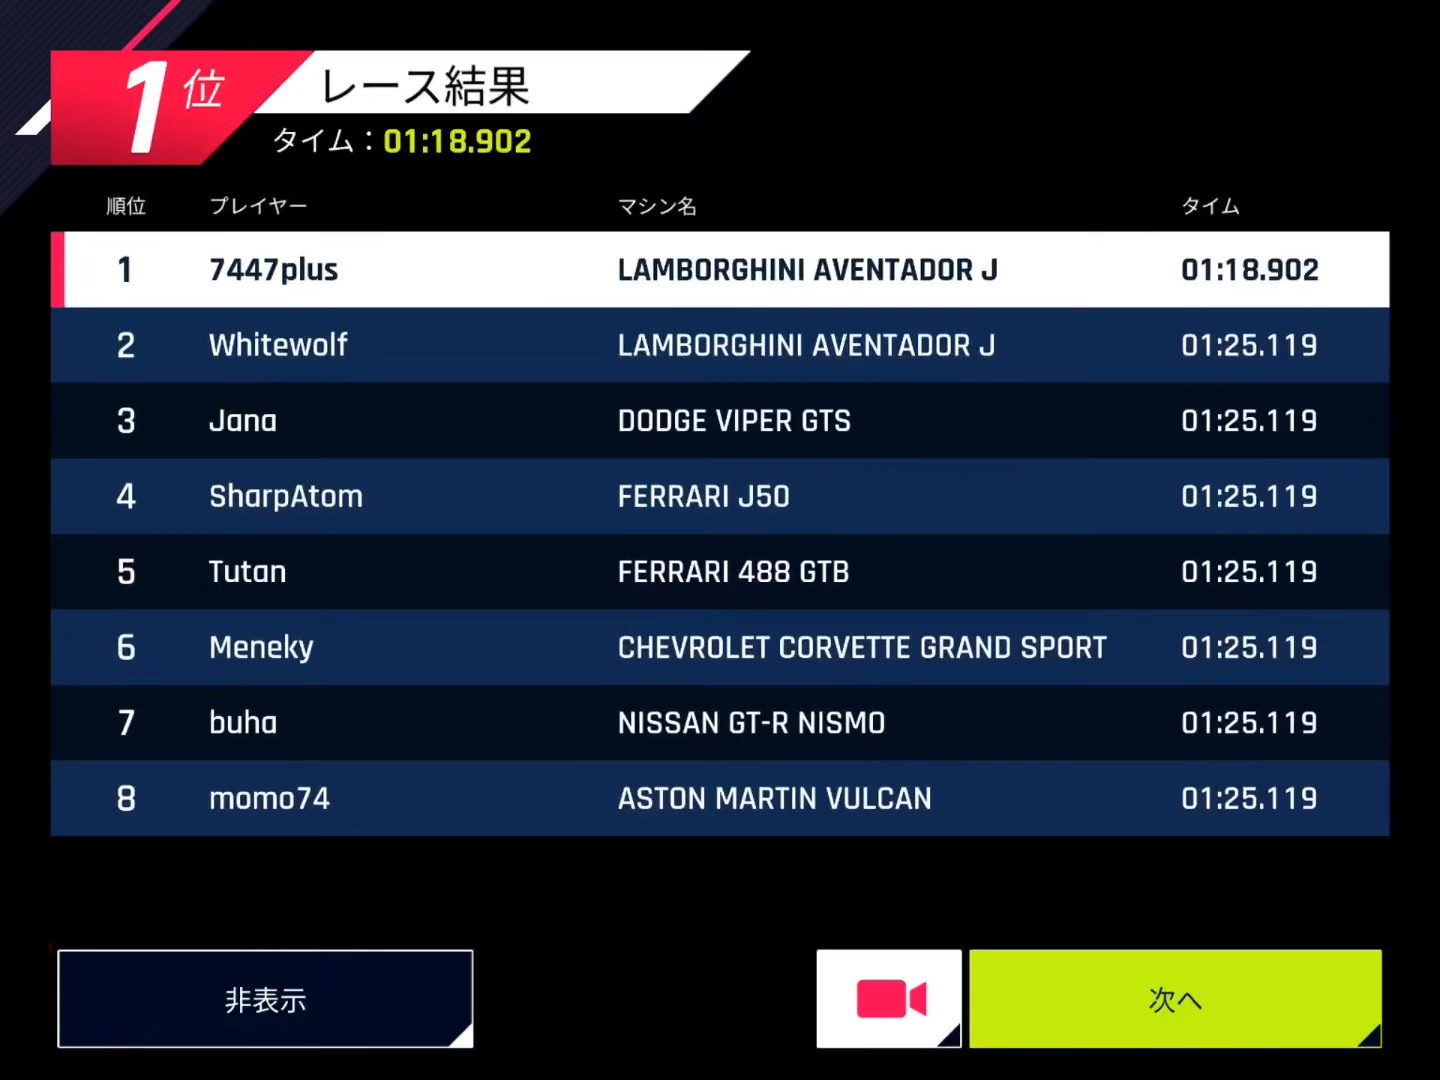 1位
レース結果
タイム：01:18.902
順位 プレイヤー マシン名 タイム
1 7447plus LAMBORGHINI AVENTADOR J 01:18.902
2 Whitewolf LAMBORGHINI AVENTADOR J 01:25.119
3 Jana DODGE VIPER GTS 01:25.119
4 SharpAtom FERRARI J50 01:25.119
5 Tutan FERRARI 488 GTB 01:25.119
6 Meneky CHEVROLET CORVETTE GRAND SPORT 01:25.119
7 buha NISSAN GT-R NISMO 01:25.119
8 momo74 ASTON MARTIN VULCAN 01:25.119
非表示 次へ